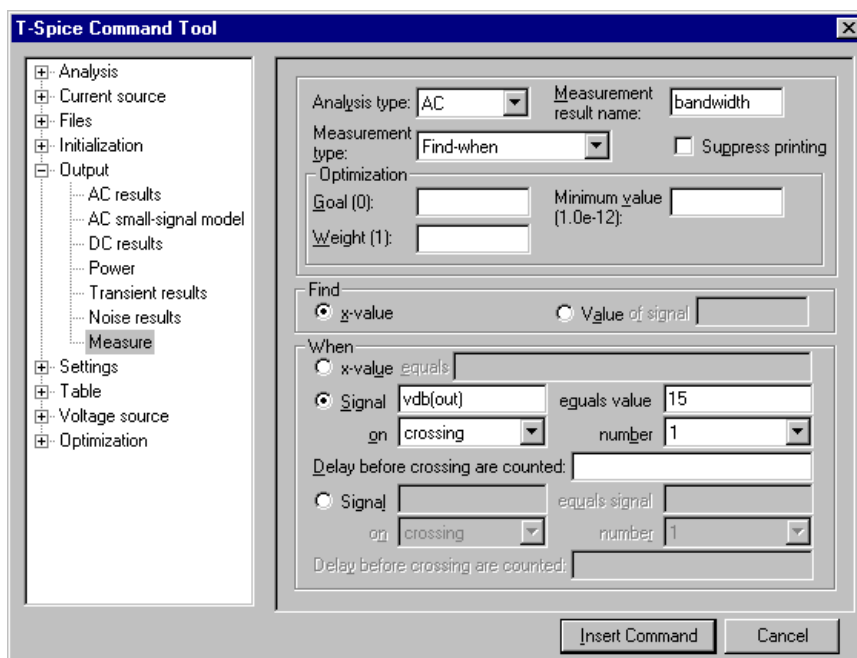 T-Spice Command Tool
Analysis
Current source
Files
Initialization
Output
AC results
AC small-signal model
DC results
Power
Transient results
Noise results
Measure
Settings
Table
Voltage source
Optimization
Analysis type: AC
Measurement result name: bandwidth
Measurement type: Find-when
Suppress printing
Optimization
Goal (0):
Minimum value (1.0e-12):
Weight (1):
Find
x-value
Value of signal
When
x-value equals
Signal vdb(out) equals value 15
on crossing number 1
Delay before crossing are counted:
Signal equals signal
on crossing number 1
Delay before crossing are counted:
Insert Command
Cancel